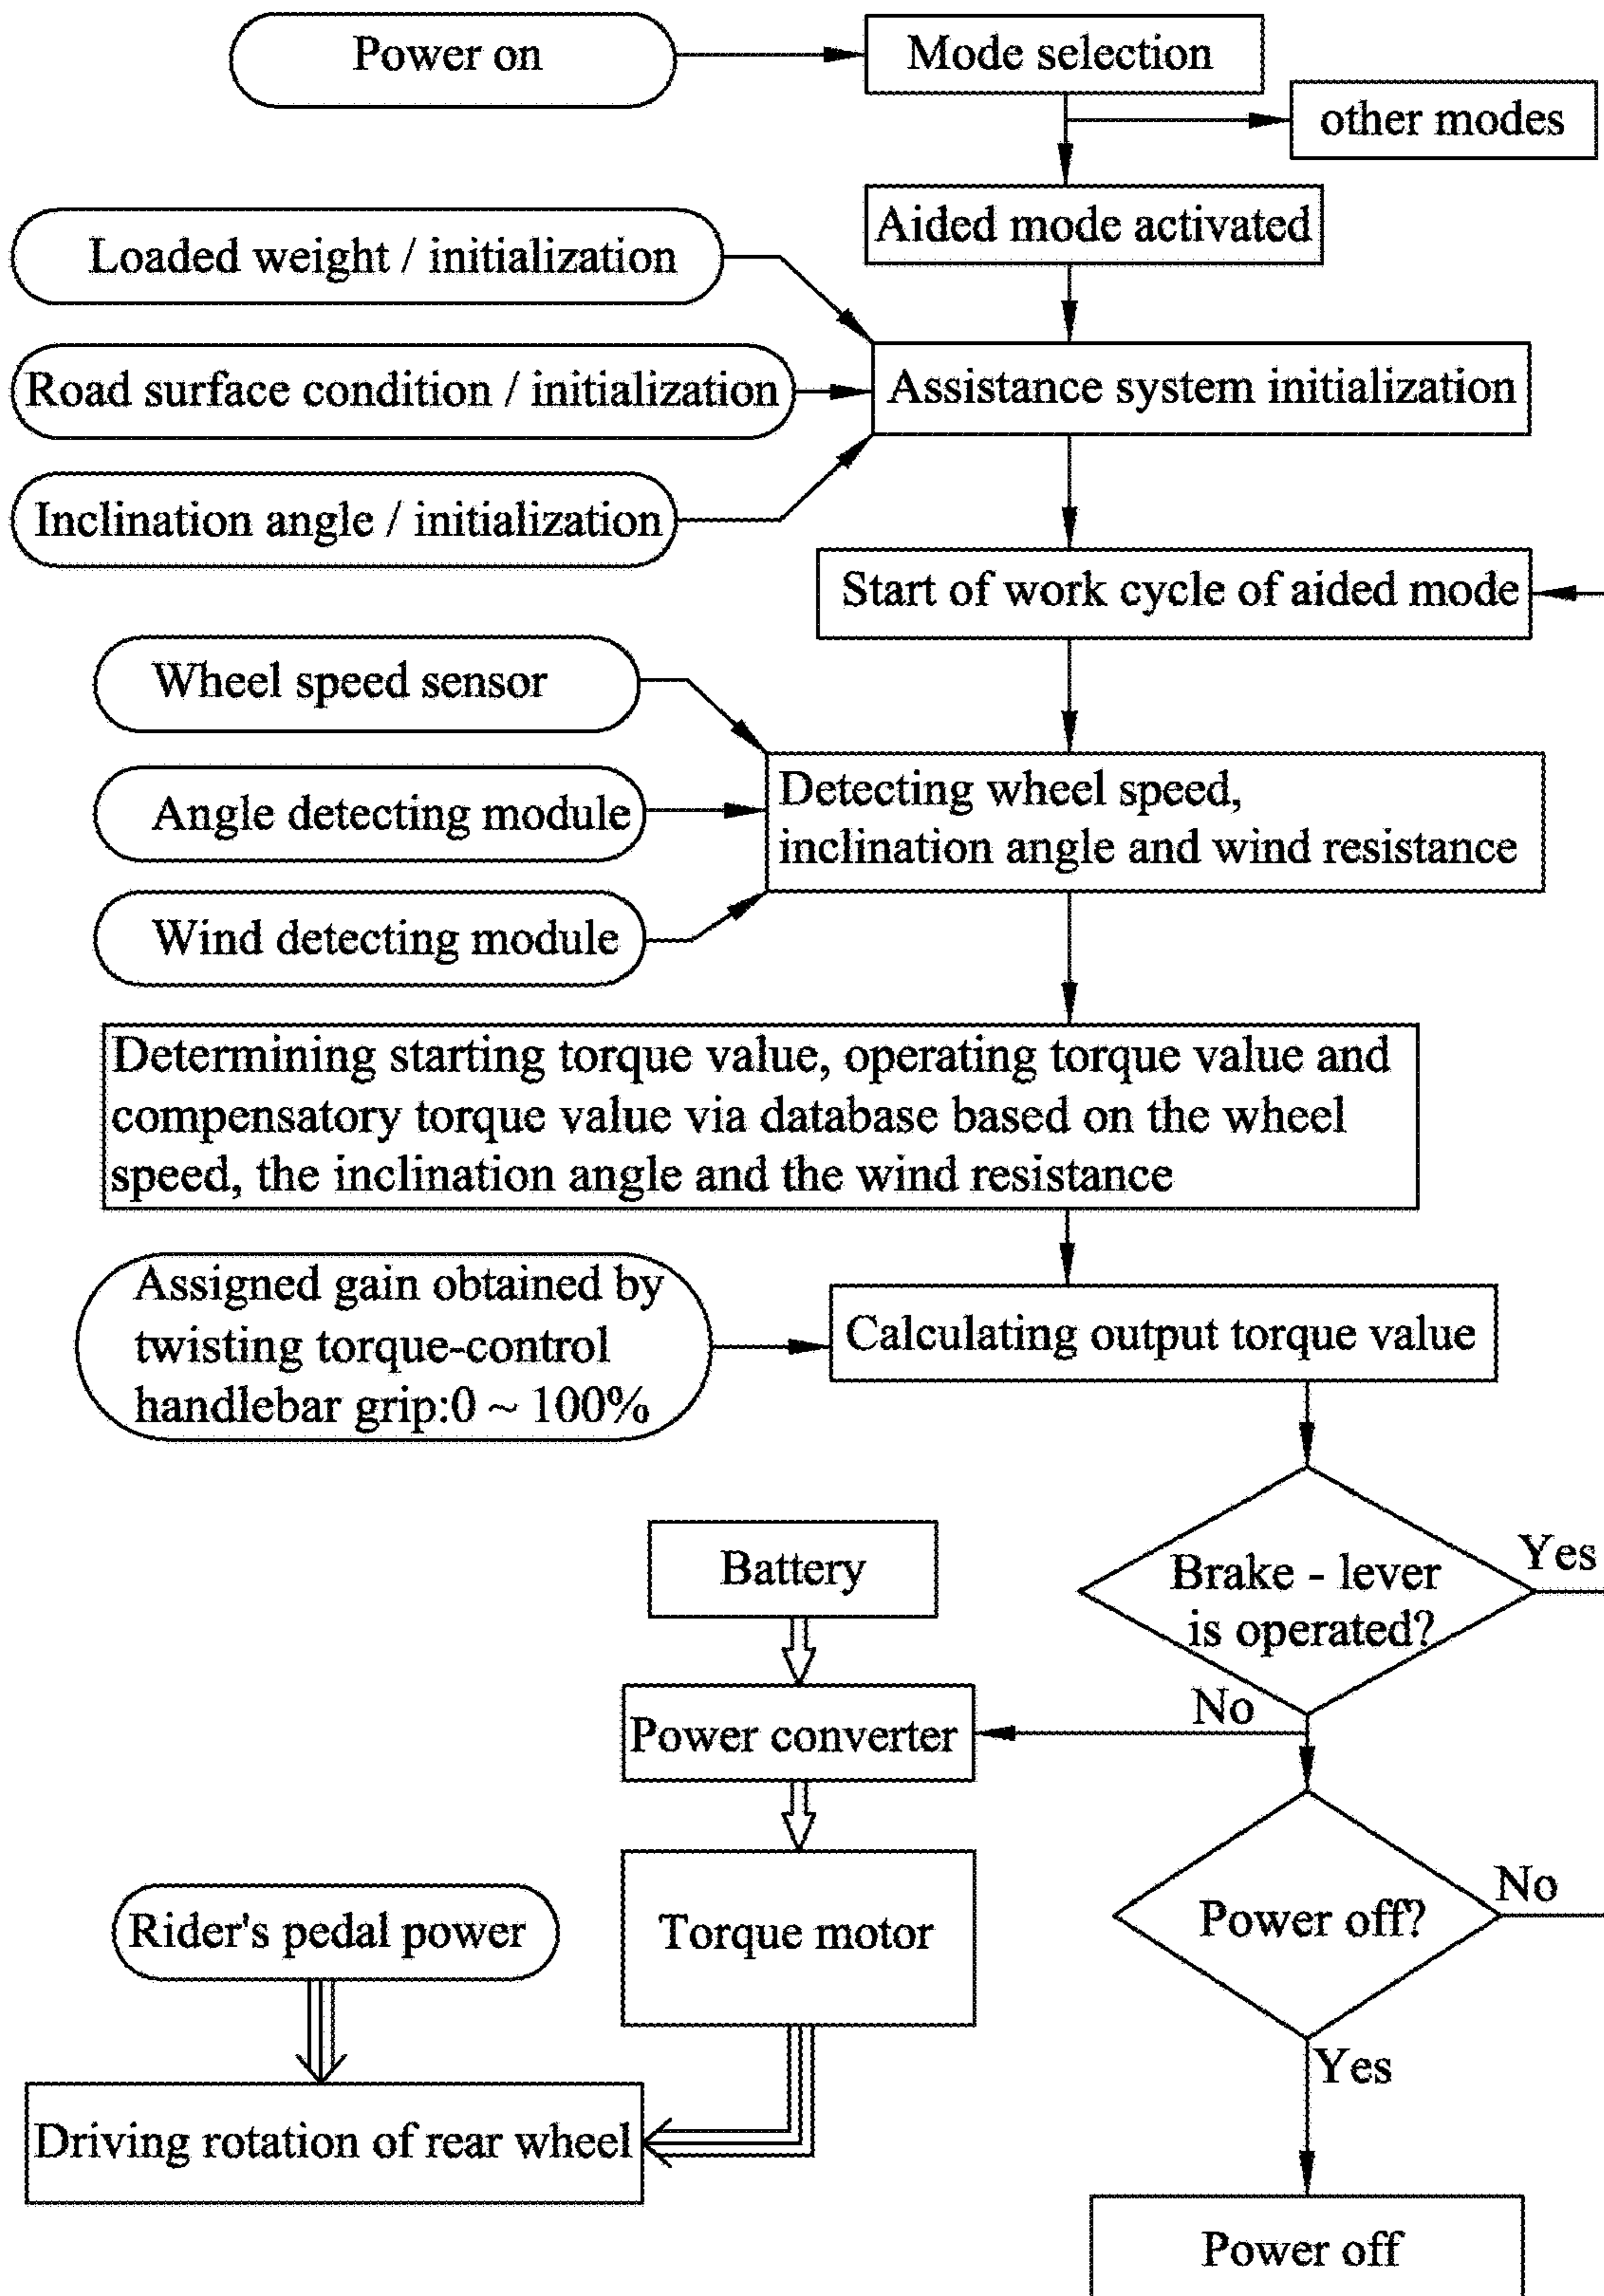 Power on
Mode selection
other modes
Aided mode activated
Loaded weight / initialization
Road surface condition / initialization
Assistance system initialization
Inclination angle / initialization
Start of work cycle of aided mode
Wheel speed sensor
Angle detecting module
Detecting wheel speed,
inclination angle and wind resistance
Wind detecting module
Determining starting torque value, operating torque value and
compensatory torque value via database based on the wheel
speed, the inclination angle and the wind resistance
Assigned gain obtained by
twisting torque-control
handlebar grip:0 ~ 100%
Calculating output torque value
Brake - lever
is operated?
Yes
No
Battery
Power converter
Torque motor
Power off?
No
Yes
Rider's pedal power
Driving rotation of rear wheel
Power off